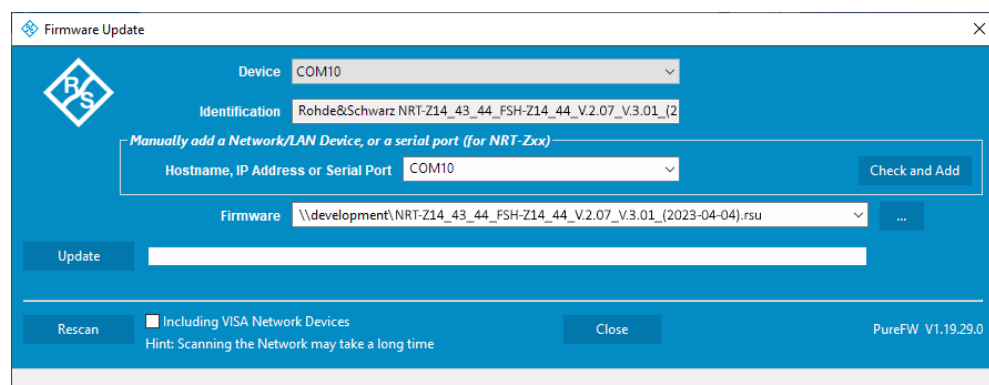 Firmware Update
R&S
Device COM10
Identification Rohde&Schwarz NRT-Z14_43_44_FSH-Z14_44_V.2.07_V.3.01_(2
Manually add a Network/LAN Device, or a serial port (for NRT-Zxx)
Hostname, IP Address or Serial Port COM10 Check and Add
Firmware \\development\NRT-Z14_43_44_FSH-Z14_44_V.2.07_V.3.01_(2023-04-04).rsu ...
Update
Rescan Including VISA Network Devices Close PureFW V1.19.29.0
Hint: Scanning the Network may take a long time